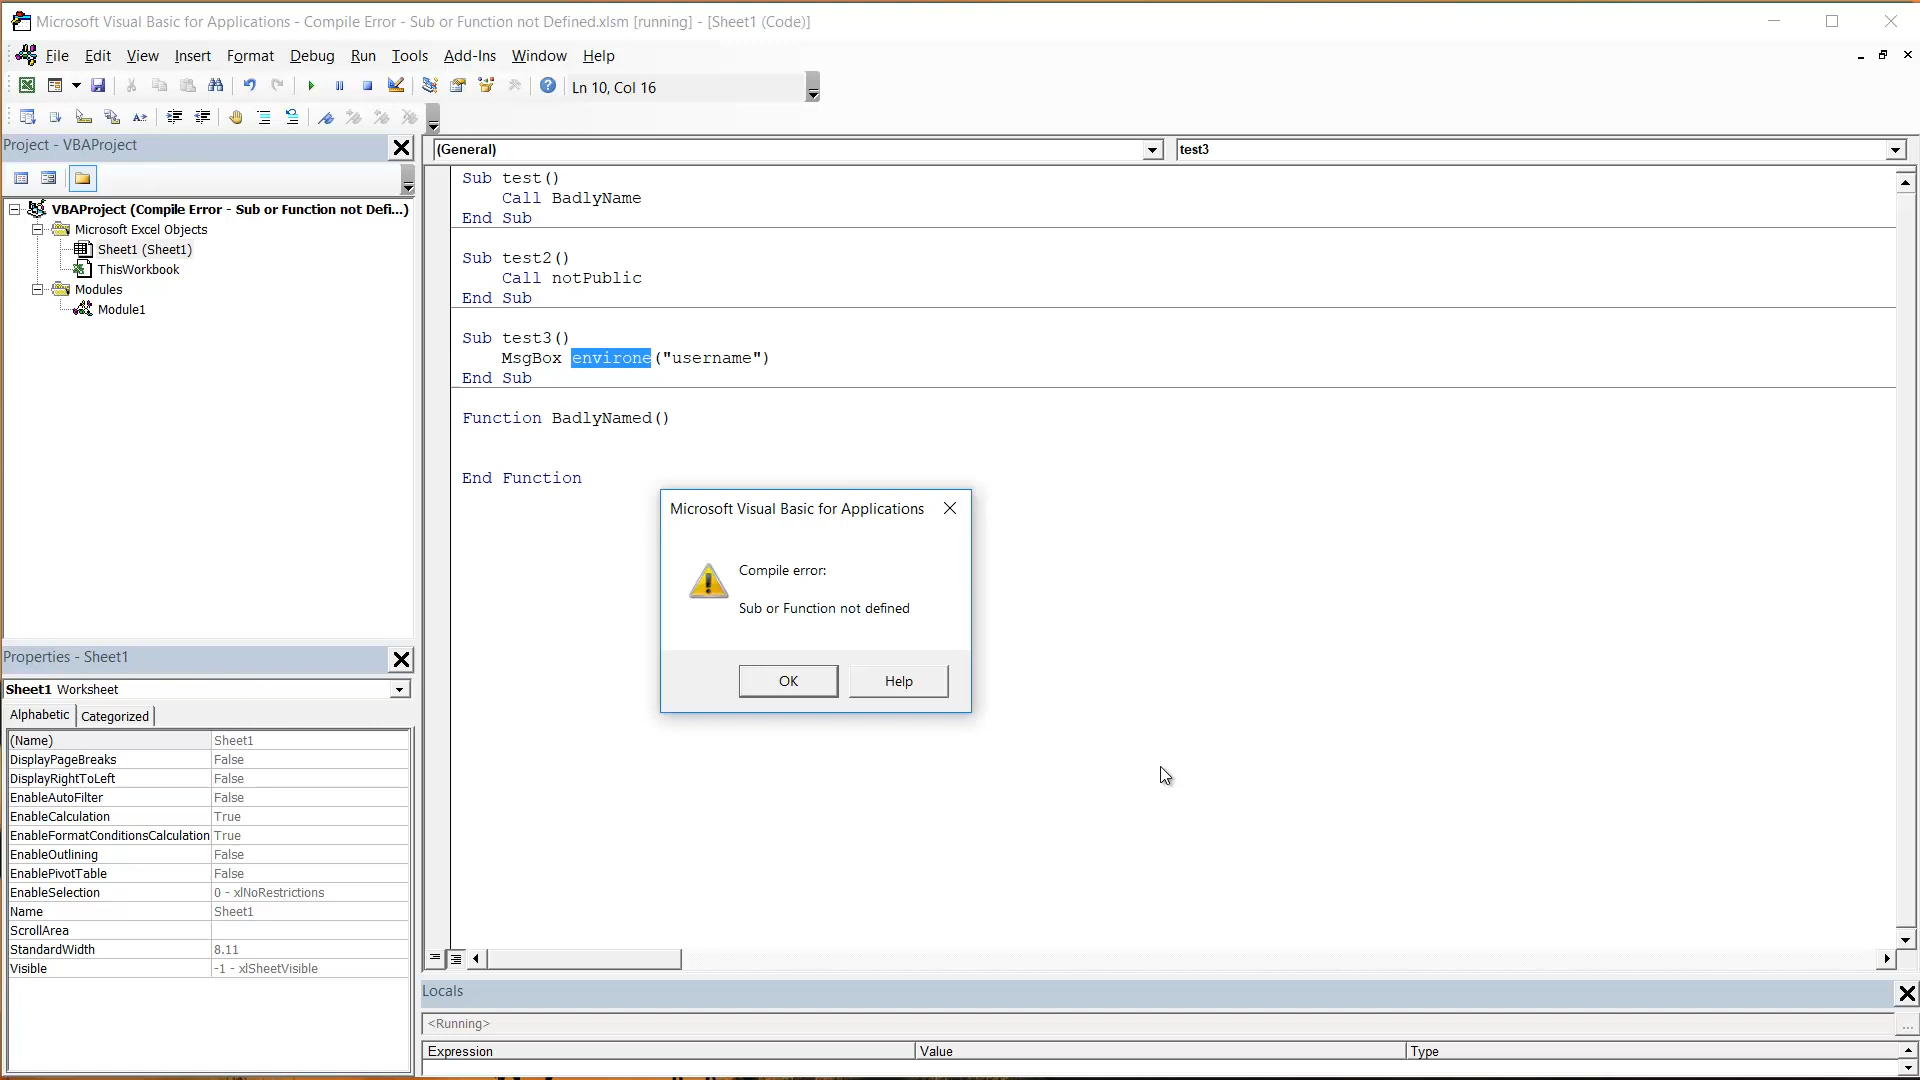 Microsoft Visual Basic for Applications - Compile Error - Sub or Function not Defined.xlsm [running] - [Sheet1 (Code)]
File Edit View Insert Format Debug Run Tools Add-Ins Window Help
Ln 10, Col 16
Project - VBAProject
VBAProject (Compile Error - Sub or Function not Defi...)
Microsoft Excel Objects
Sheet1 (Sheet1)
ThisWorkbook
Modules
Module1
(General)
test3
Sub test()
Call BadlyName
End Sub
Sub test2()
Call notPublic
End Sub
Sub test3()
MsgBox environe("username")
End Sub
Function BadlyNamed()
End Function
Microsoft Visual Basic for Applications
Compile error:
Sub or Function not defined
OK
Help
Properties - Sheet1
Sheet1 Worksheet
Alphabetic Categorized
(Name) Sheet1
DisplayPageBreaks False
DisplayRightToLeft False
EnableAutoFilter False
EnableCalculation True
EnableFormatConditionsCalculation True
EnableOutlining False
EnablePivotTable False
EnableSelection 0 - xlNoRestrictions
Name Sheet1
ScrollArea
StandardWidth 8.11
Visible -1 - xlSheetVisible
Locals
<Running>
...
Expression Value Type